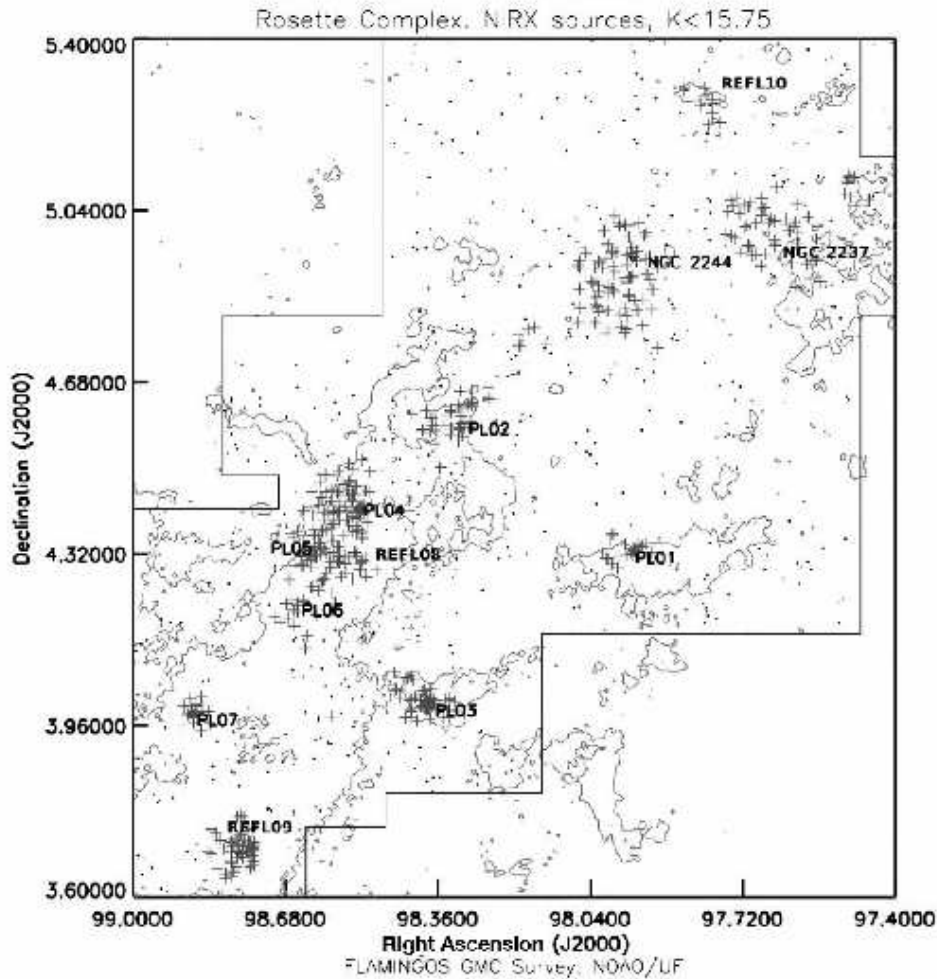 Rosette Complex, NIRX sources, K<15.75
5.40000
REFL10
5.04000
NGC 2244
NGC 2237
4.68000
PL02
PL04
PL05
REFL08
4.32000
PL01
PL06
PL03
PL07
3.96000
REFL09
3.60000
99.0000
98.6800
98.3600
98.0400
97.7200
97.4000
Declination (J2000)
Right Ascension (J2000)
FLAMINGOS GMC Survey: NOAO/UF